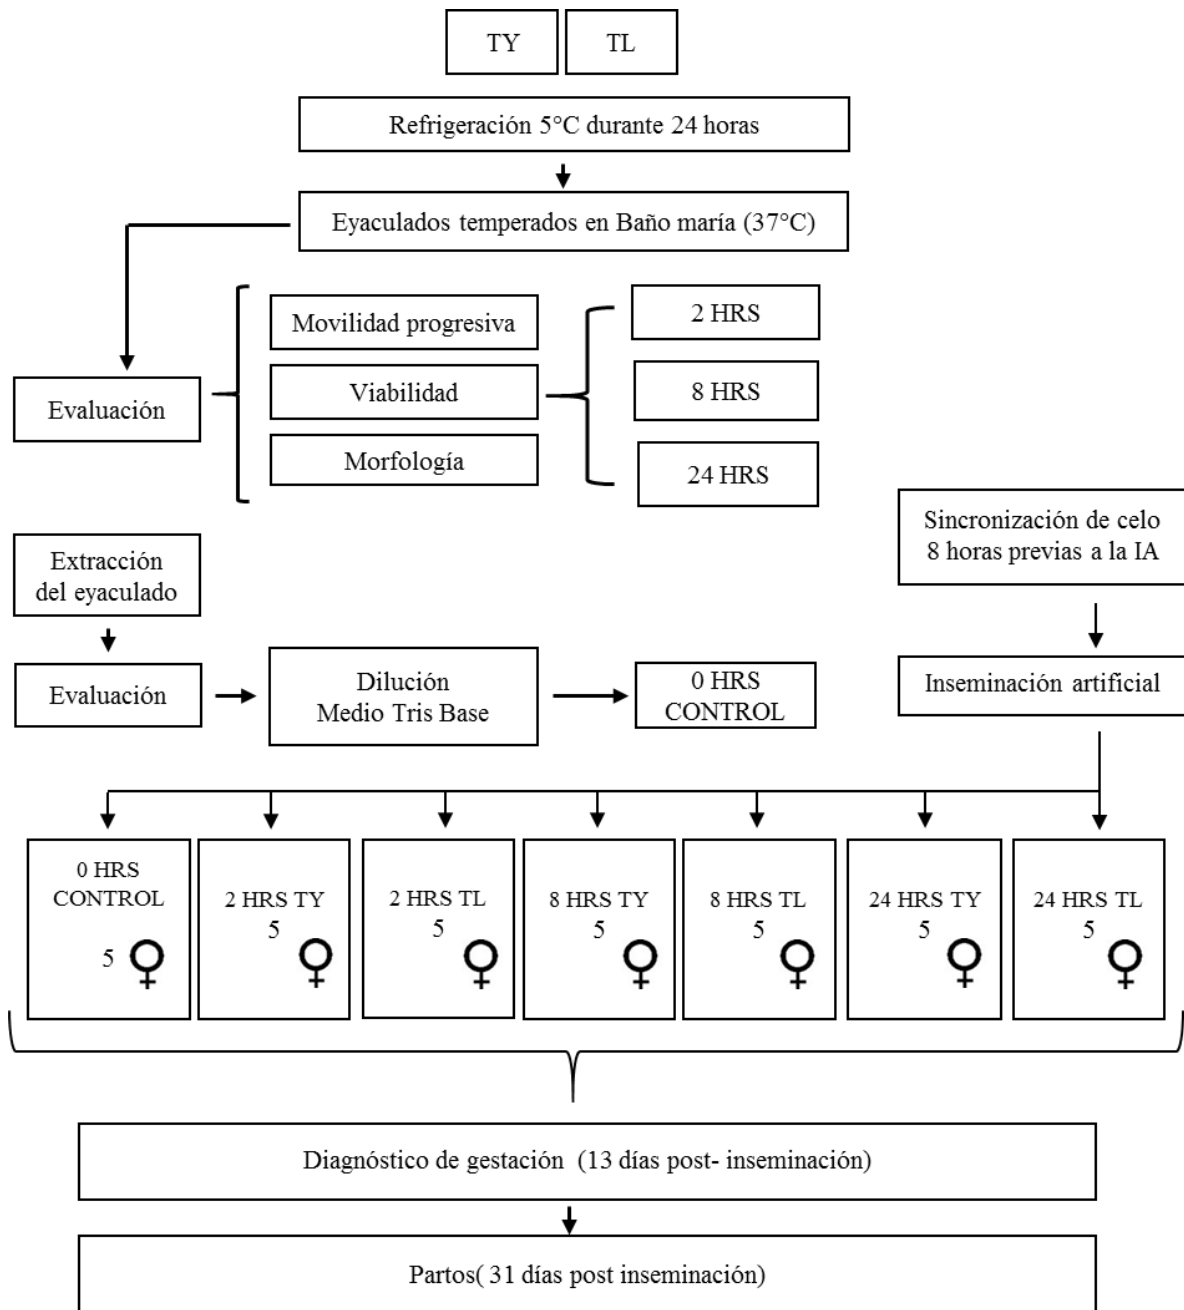 TY
TL
Refrigeración 5°C durante 24 horas
Eyaculados temperados en Baño maría (37°C)
Evaluación
Movilidad progresiva
Viabilidad
Morfología
2 HRS
8 HRS
24 HRS
Sincronización de celo
8 horas previas a la IA
Inseminación artificial
Extracción
del eyaculado
Evaluación
Dilución
Medio Tris Base
0 HRS
CONTROL
0 HRS
CONTROL
5
2 HRS TY
5
2 HRS TL
5
8 HRS TY
5
8 HRS TL
5
24 HRS TY
5
24 HRS TL
5
Diagnóstico de gestación (13 días post- inseminación)
Partos( 31 días post inseminación)